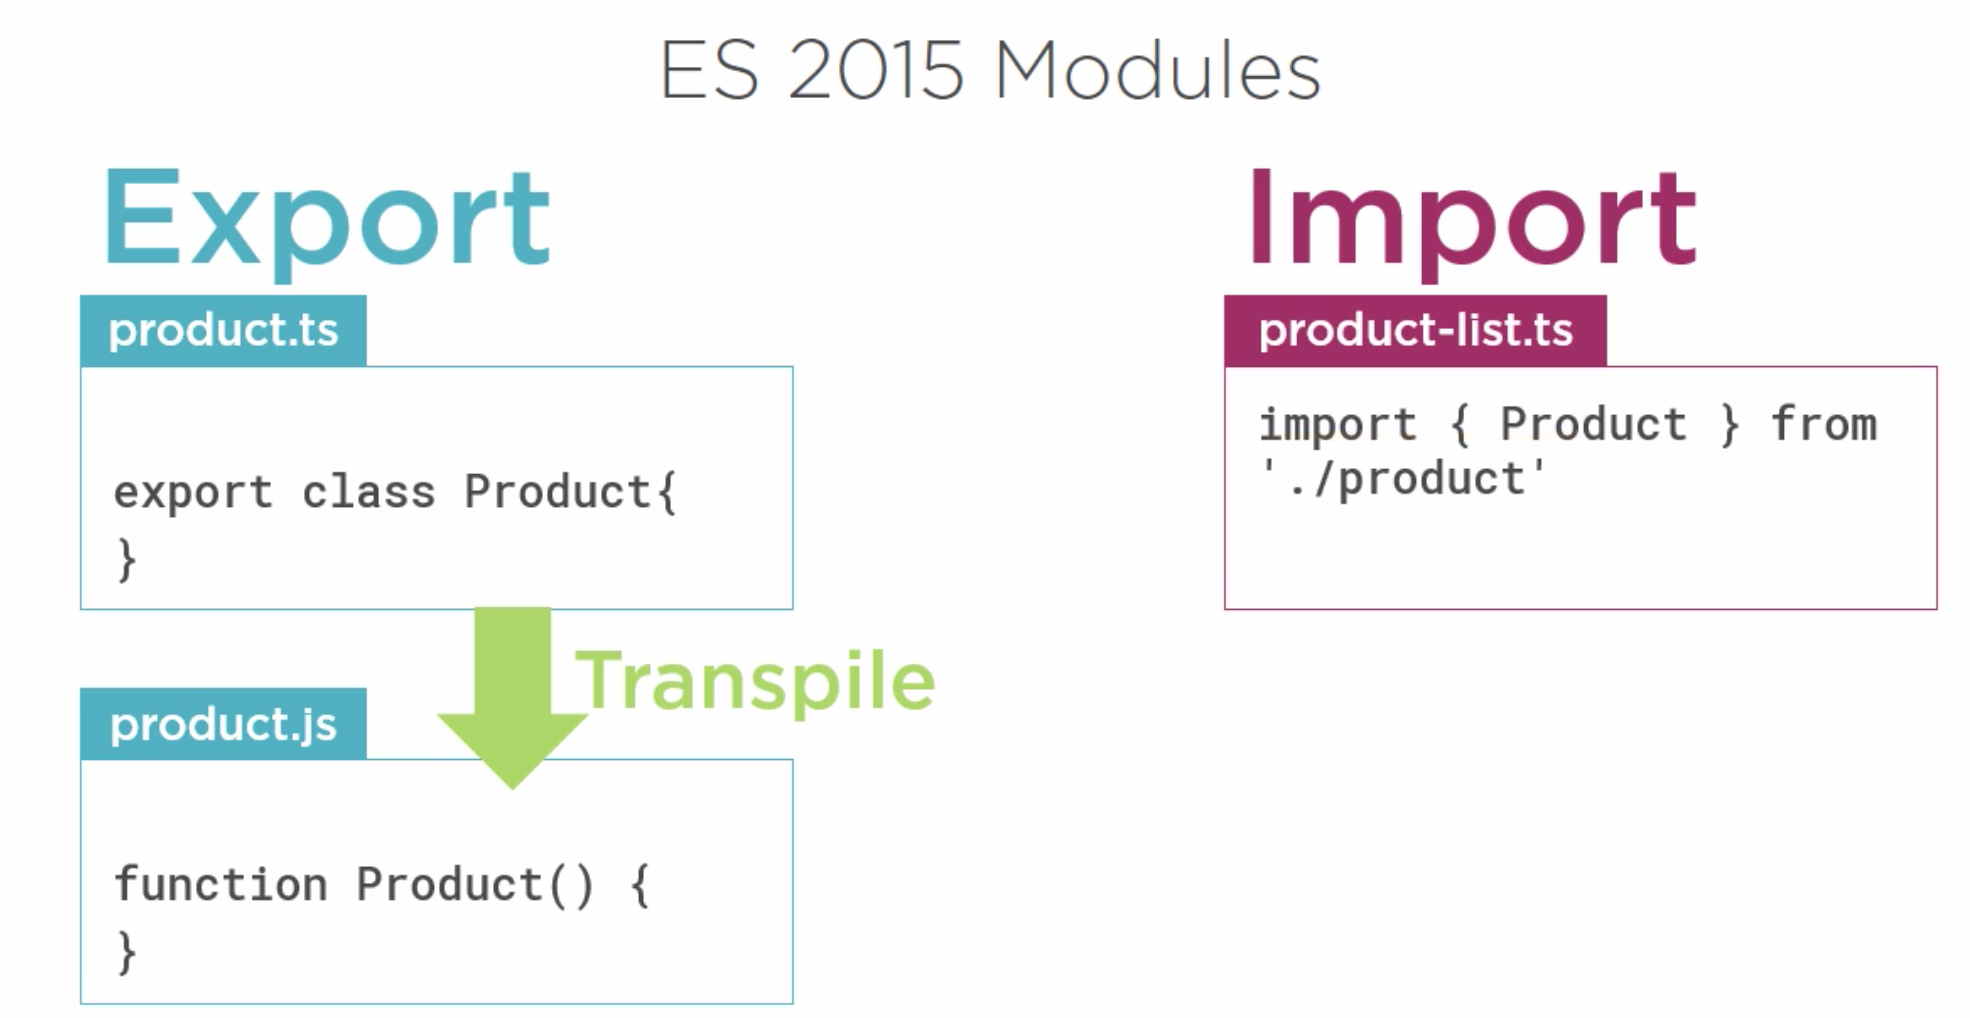 ES 2015 Modules
Export
product.ts
export class Product{
}
Transpile
product.js
function Product() {
}
Import
product-list.ts
import { Product } from
'./product'